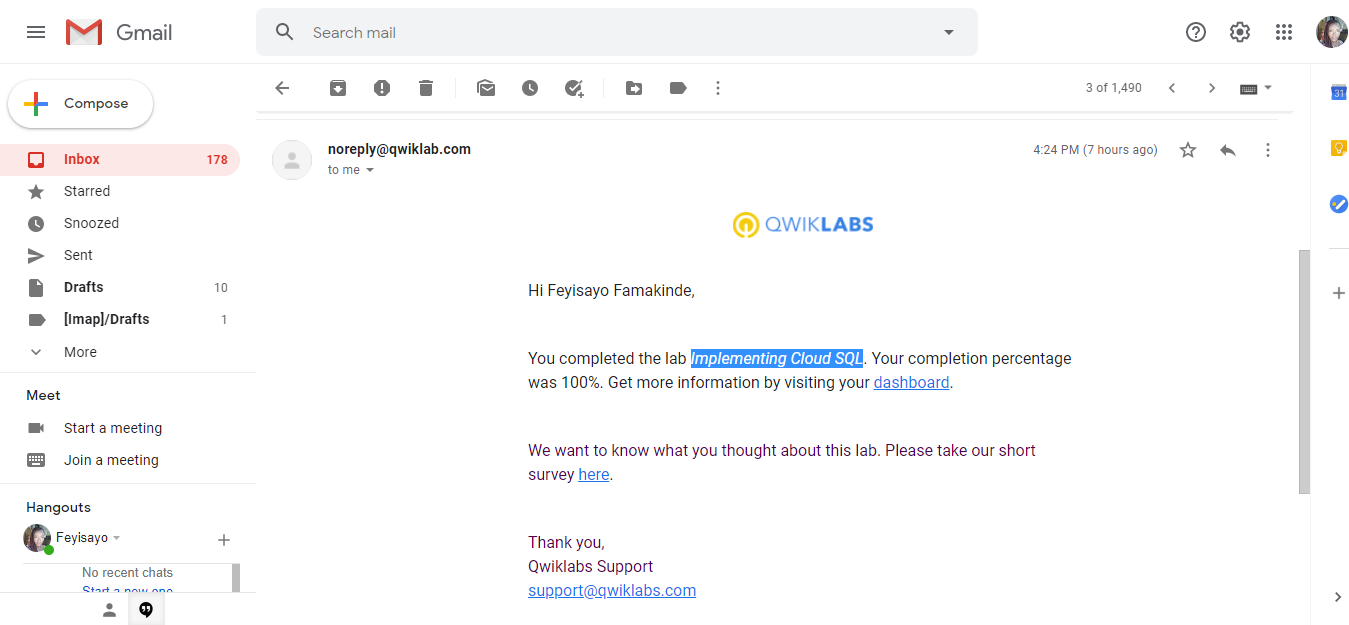 Gmail
Search mail
Compose
3 of 1,490
31
Inbox 178
Starred
Snoozed
Sent
Drafts 10
[Imap]/Drafts 1
More
Meet
Start a meeting
Join a meeting
Hangouts
Feyisayo
No recent chats
Start a new one
noreply@qwiklab.com
4:24 PM (7 hours ago)
to me
QWIKLABS
Hi Feyisayo Famakinde,
You completed the lab Implementing Cloud SQL. Your completion percentage
was 100%. Get more information by visiting your dashboard.
We want to know what you thought about this lab. Please take our short
survey here.
Thank you,
Qwiklabs Support
support@qwiklabs.com